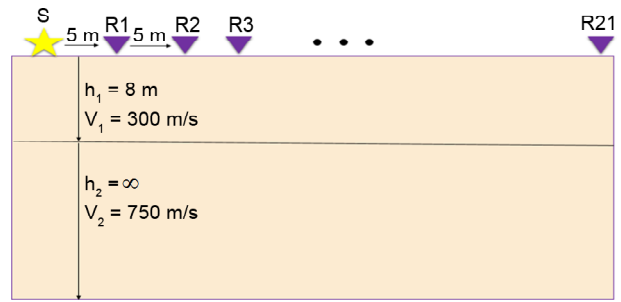 S 5 m R1 5 m R2 R3 • • • R21
h₁ = 8 m
V₁ = 300 m/s
h₂ = ∞
V₂ = 750 m/s